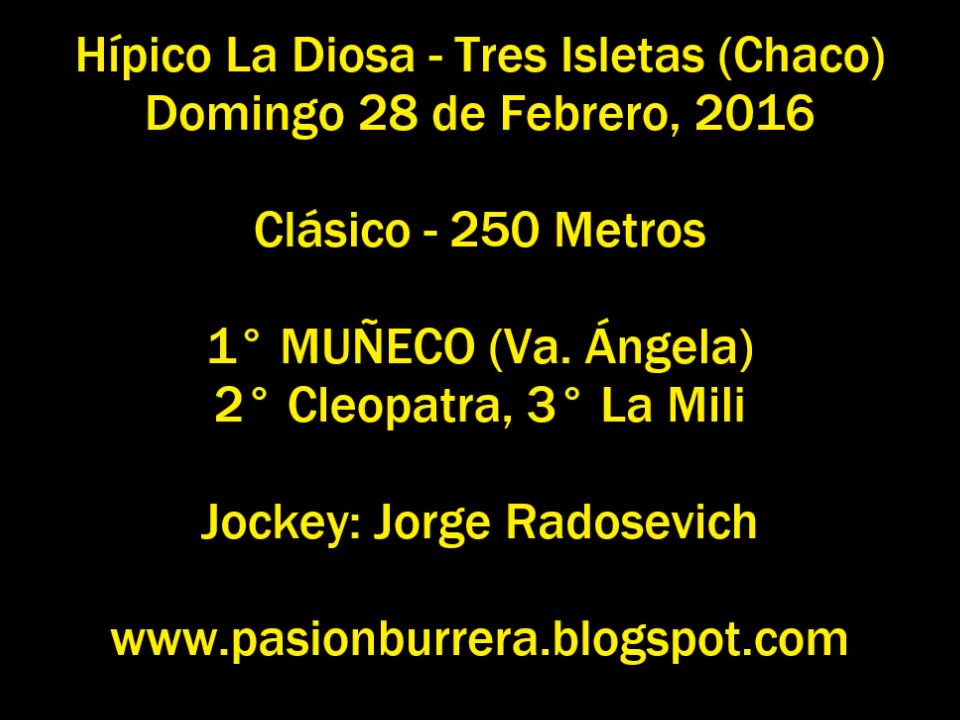 Hípico La Diosa - Tres Isletas (Chaco)
Domingo 28 de Febrero, 2016
Clásico - 250 Metros
1° MUÑECO (Va. Ángela)
2° Cleopatra, 3° La Mili
Jockey: Jorge Radosevich
www.pasionburrera.blogspot.com